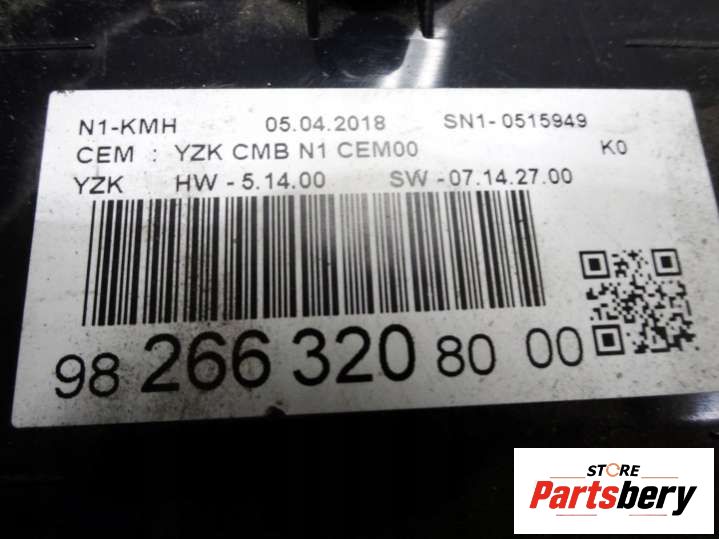 N1-KMH 05.04.2018 SN1-0515949
CEM : YZK CMB N1 CEM00 K0
YZK HW - 5.14.00 SW - 07.14.27.00
98 266 320 80 00
STORE
Partsbery